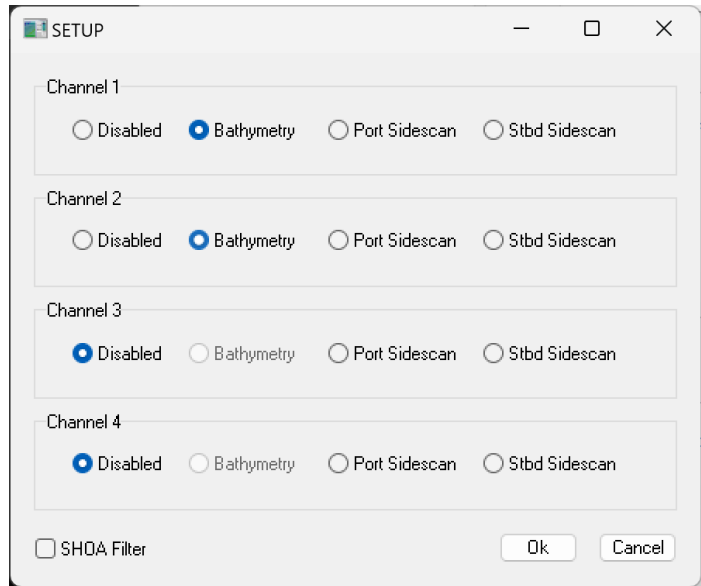 SETUP
Channel 1
Disabled Bathymetry Port Sidescan Stbd Sidescan
Channel 2
Disabled Bathymetry Port Sidescan Stbd Sidescan
Channel 3
Disabled Bathymetry Port Sidescan Stbd Sidescan
Channel 4
Disabled Bathymetry Port Sidescan Stbd Sidescan
SHOA Filter Ok Cancel